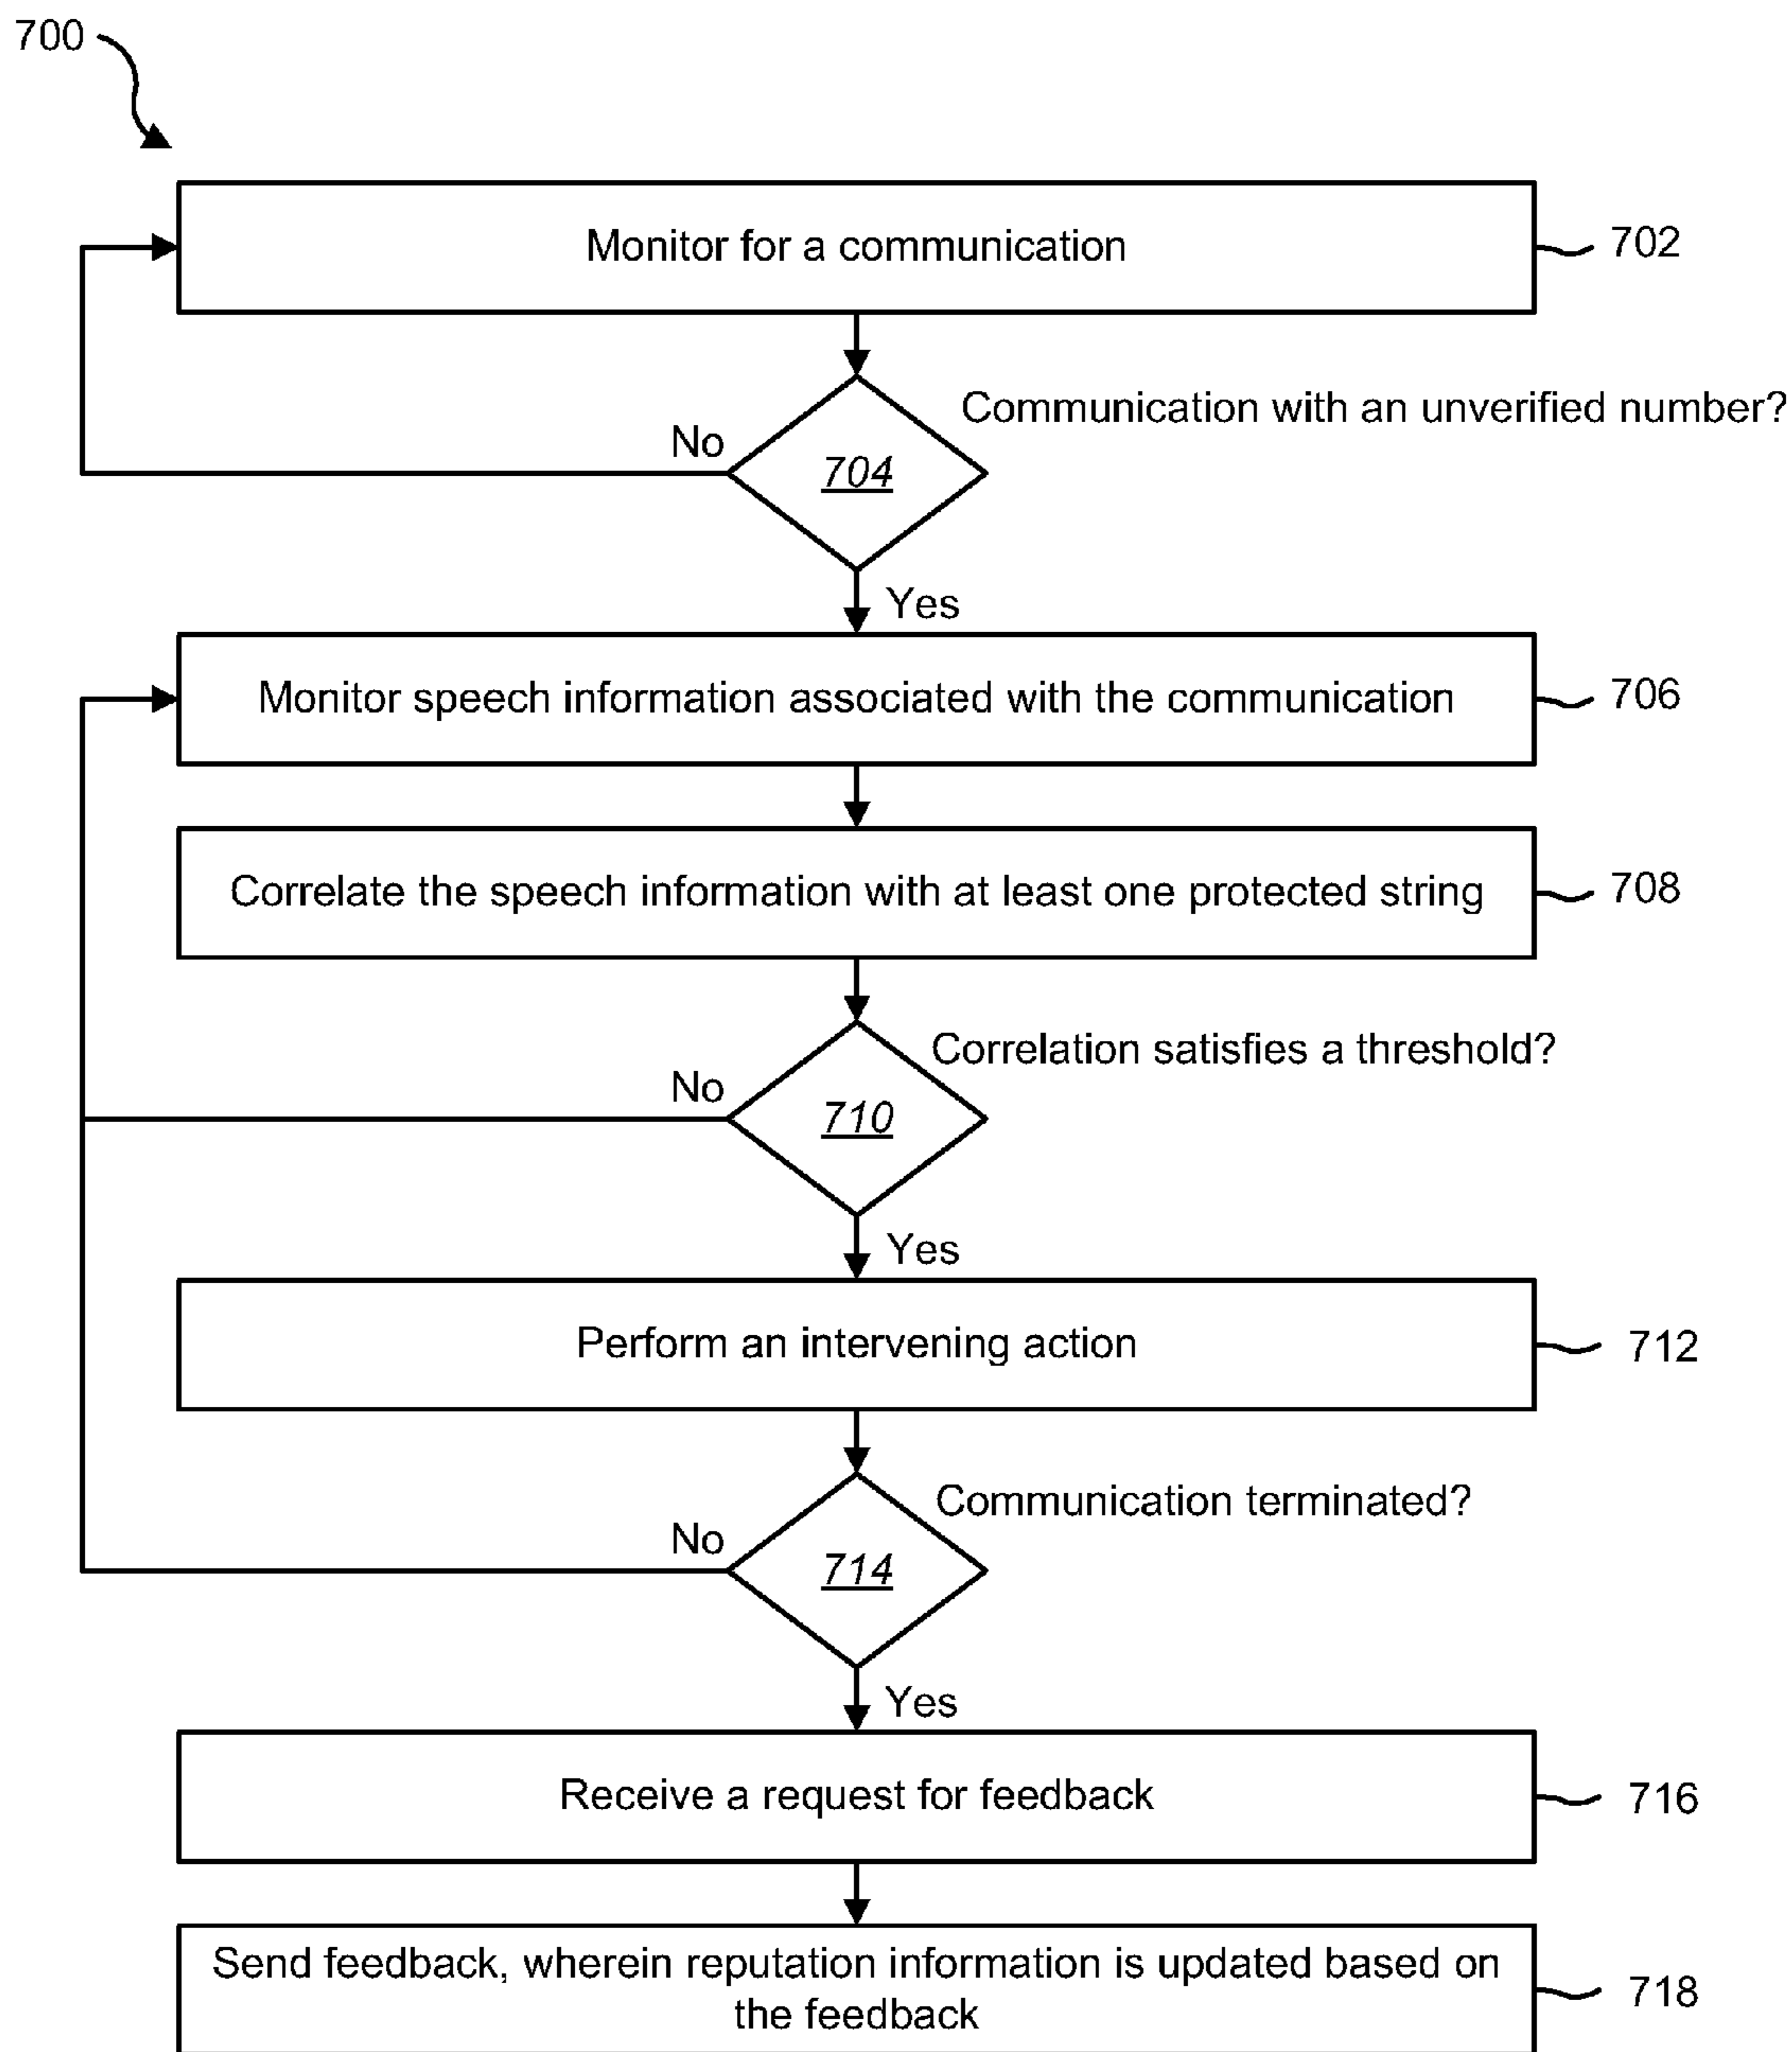 700
Monitor for a communication
702
Communication with an unverified number?
No
704
Yes
Monitor speech information associated with the communication
706
Correlate the speech information with at least one protected string
708
Correlation satisfies a threshold?
No
710
Yes
Perform an intervening action
712
Communication terminated?
No
714
Yes
Receive a request for feedback
716
Send feedback, wherein reputation information is updated based on
the feedback
718